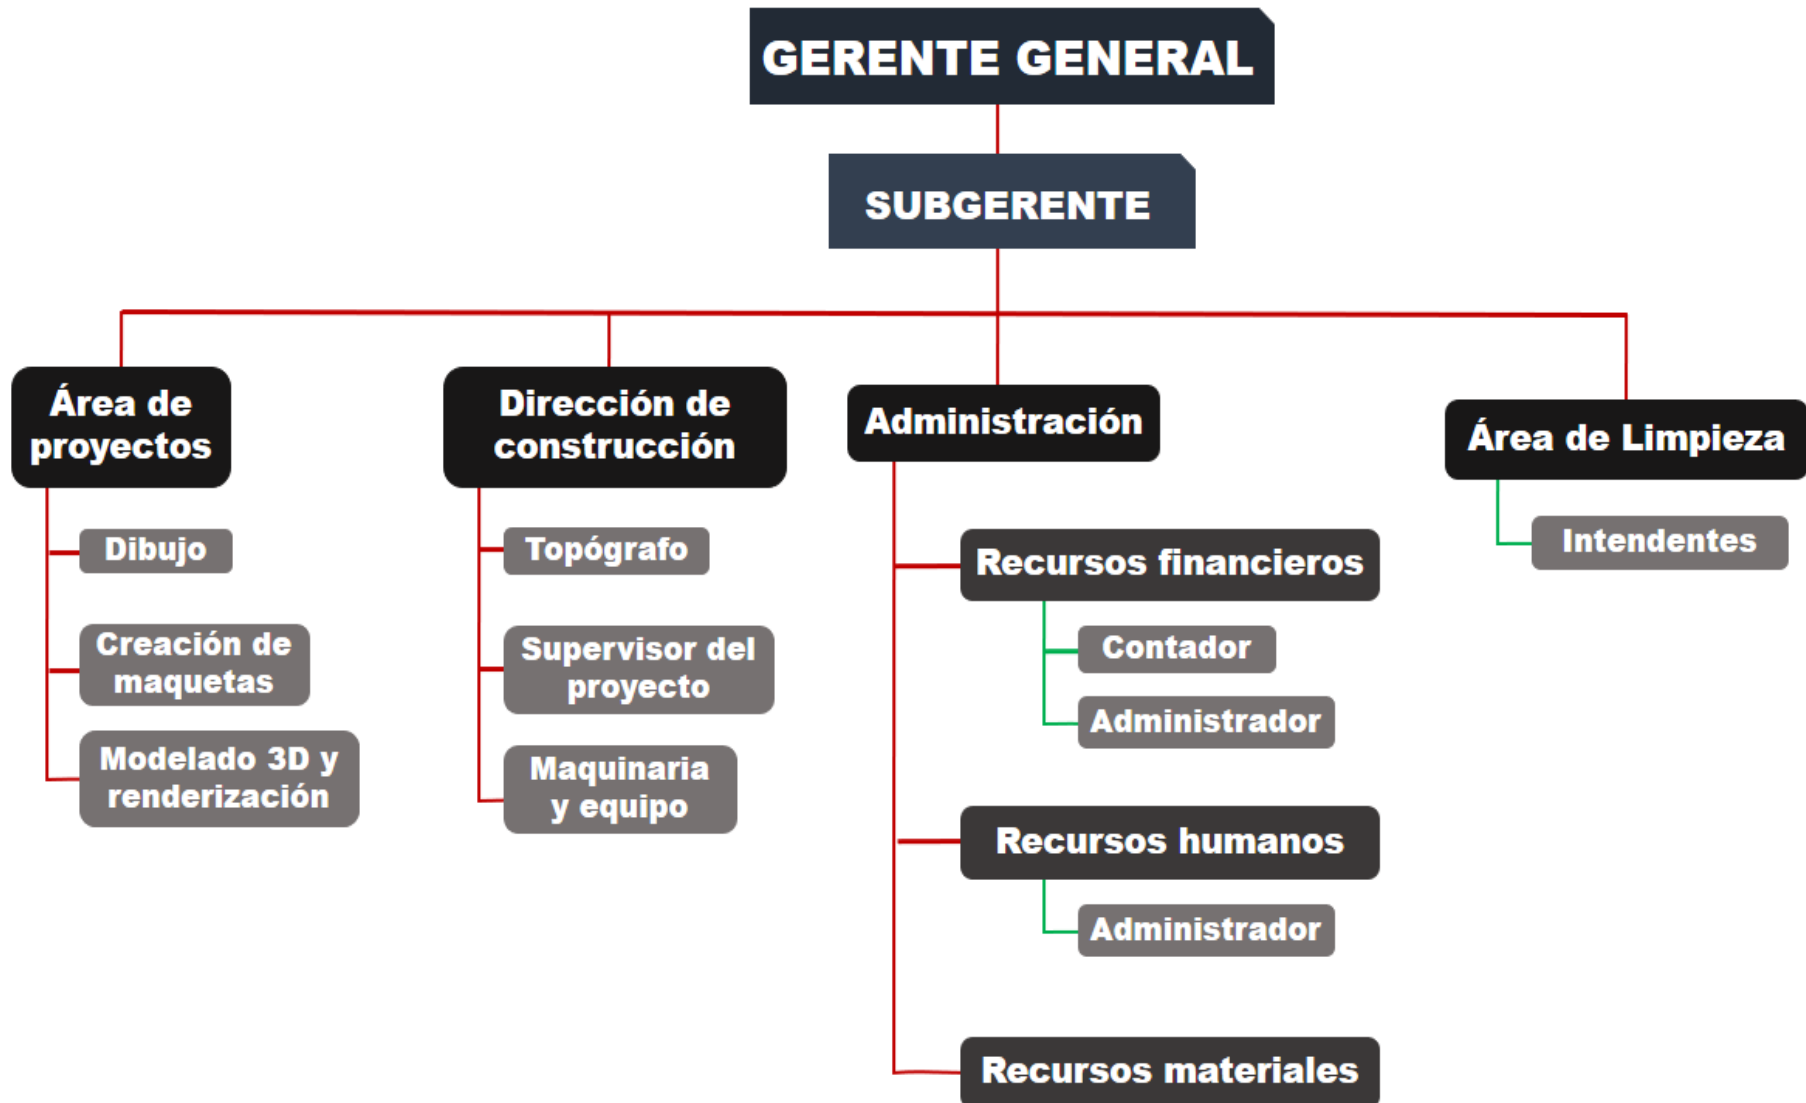 GERENTE GENERAL
SUBGERENTE
Área de
proyectos
Dibujo
Creación de
maquetas
Modelado 3D y
renderización
Dirección de
construcción
Topógrafo
Supervisor del
proyecto
Maquinaria
y equipo
Administración
Recursos financieros
Contador
Administrador
Recursos humanos
Administrador
Recursos materiales
Área de Limpieza
Intendentes